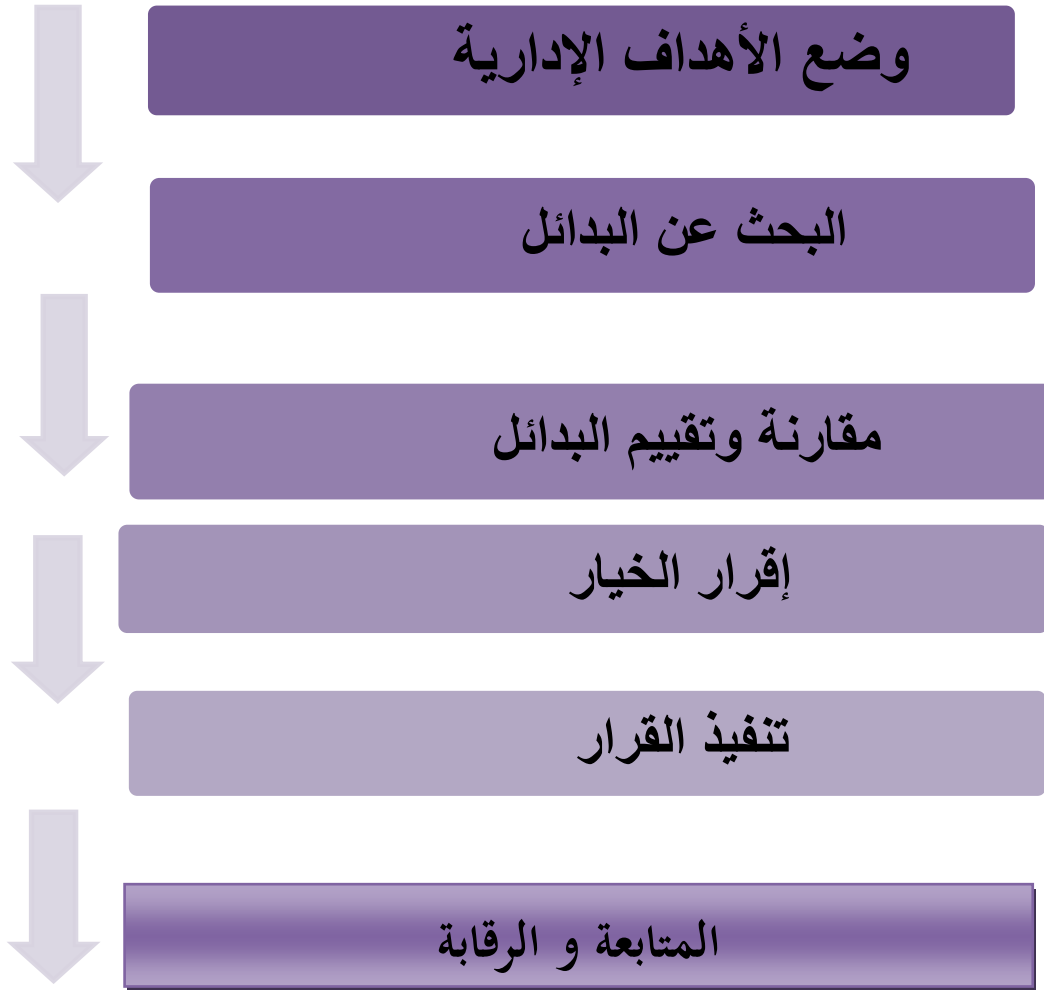 وضع الأهداف الإدارية
البحث عن البدائل
مقارنة وتقييم البدائل
إقرار الخيار
تنفيذ القرار
المتابعة و الرقابة